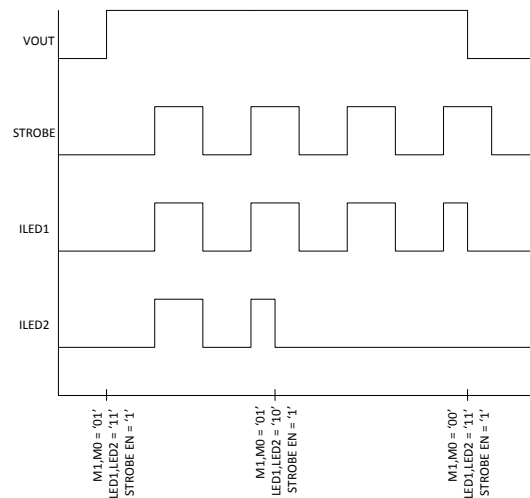 VOUT
STROBE
ILED1
ILED2
M1,M0 = '01'
LED1,LED2 = '11'
STROBE EN = '1'
M1,M0 = '01'
LED1,LED2 = '10'
STROBE EN = '1'
M1,M0 = '00'
LED1,LED2 = '11'
STROBE EN = '1'